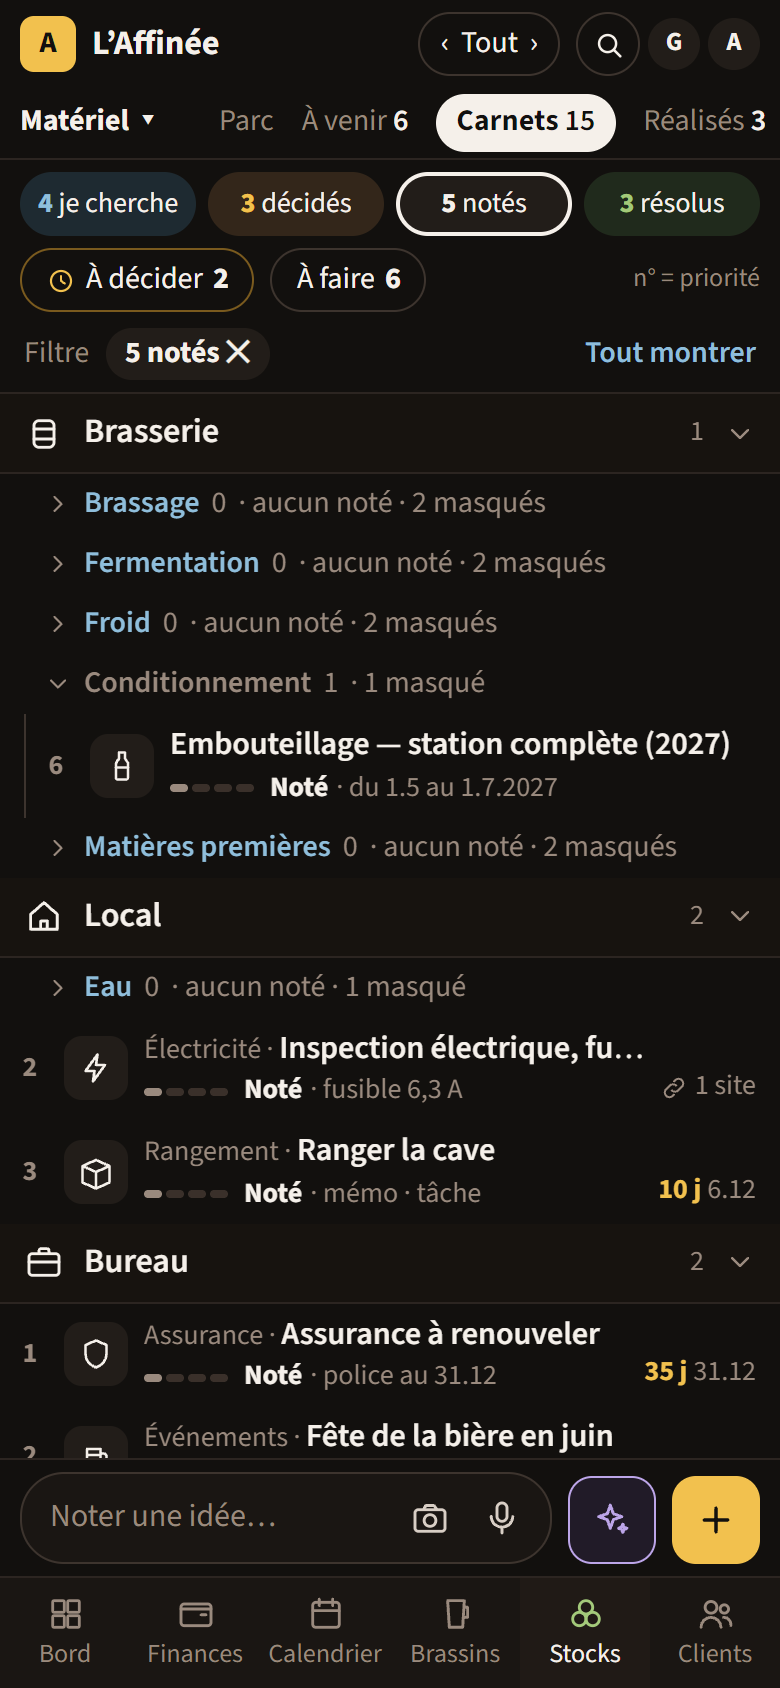 A L’Affinée ‹ Tout › G A
Matériel ▼ Parc À venir 6 Carnets 15 Réalisés 3
4 je cherche 3 décidés 5 notés 3 résolus
À décider 2 À faire 6 n° = priorité
Filtre 5 notés ✕ Tout montrer
Brasserie 1
Brassage 0 · aucun noté · 2 masqués
Fermentation 0 · aucun noté · 2 masqués
Froid 0 · aucun noté · 2 masqués
Conditionnement 1 · 1 masqué
6 Embouteillage — station complète (2027)
Noté · du 1.5 au 1.7.2027
Matières premières 0 · aucun noté · 2 masqués
Local 2
Eau 0 · aucun noté · 1 masqué
2 Électricité · Inspection électrique, fu…
Noté · fusible 6,3 A 1 site
3 Rangement · Ranger la cave
Noté · mémo · tâche 10 j 6.12
Bureau 2
1 Assurance · Assurance à renouveler
Noté · police au 31.12 35 j 31.12
2 Événements · Fête de la bière en juin
Noter une idée…
Bord Finances Calendrier Brassins Stocks Clients